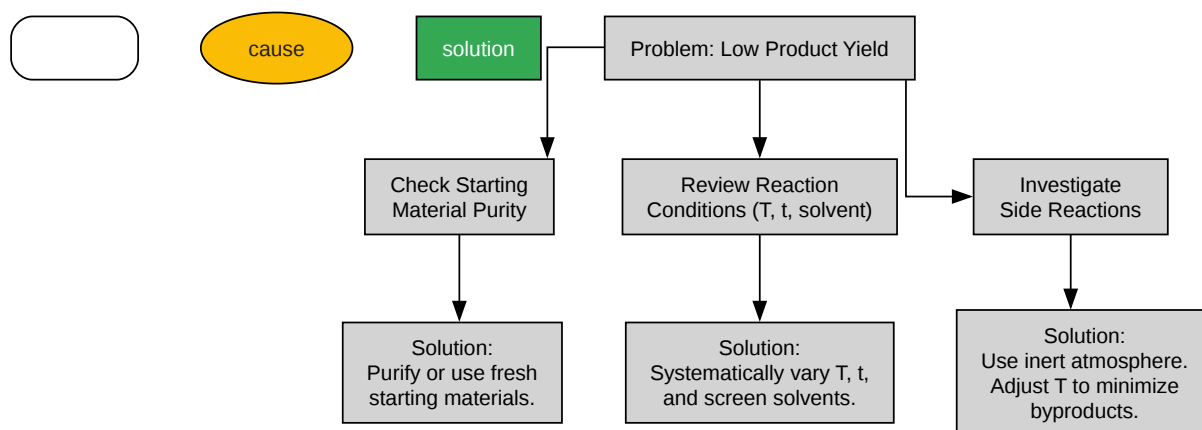 cause
solution
Problem: Low Product Yield
Check Starting
Material Purity
Review Reaction
Conditions (T, t, solvent)
Investigate
Side Reactions
Solution:
Purify or use fresh
starting materials.
Solution:
Systematically vary T, t,
and screen solvents.
Solution:
Use inert atmosphere.
Adjust T to minimize
byproducts.